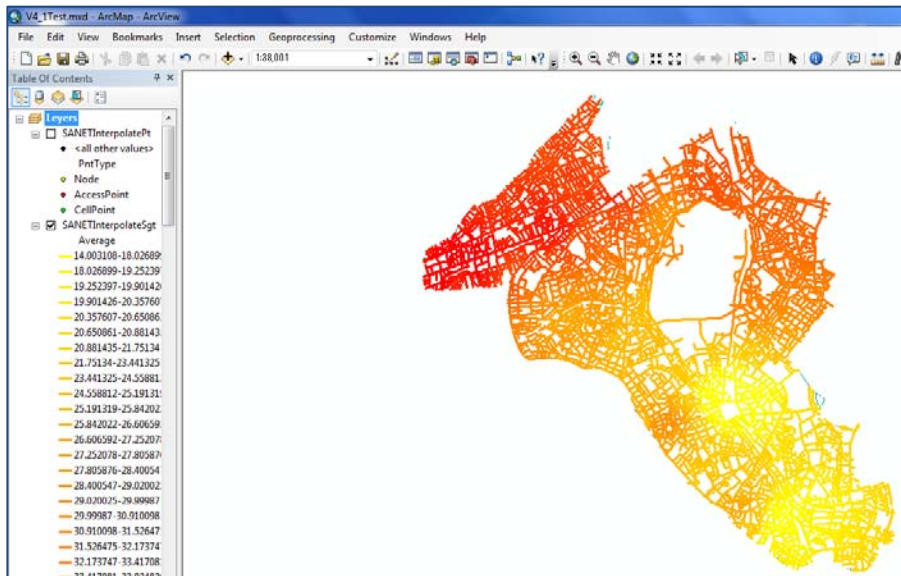 V4_1Test.mxd - ArcMap - ArcView
File Edit View Bookmarks Insert Selection Geoprocessing Customize Windows Help
1:38,001
Table Of Contents
Layers
SANETInterpolatePt
<all other values>
PntType
Node
AccessPoint
CellPoint
SANETInterpolateSgt
Average
14.003108-18.026899
18.026899-19.252397
19.252397-19.901426
19.901426-20.357607
20.357607-20.65086
20.650861-20.88143
20.881435-21.75134
21.75134-23.441325
23.441325-24.55881
24.558812-25.19131
25.191319-25.84202
25.842022-26.60659
26.606592-27.25207
27.252078-27.80587
27.805876-28.40054
28.400547-29.02002
29.020025-29.99987
29.99987-30.910098
30.910098-31.52647
31.526475-32.17374
32.173747-33.41708